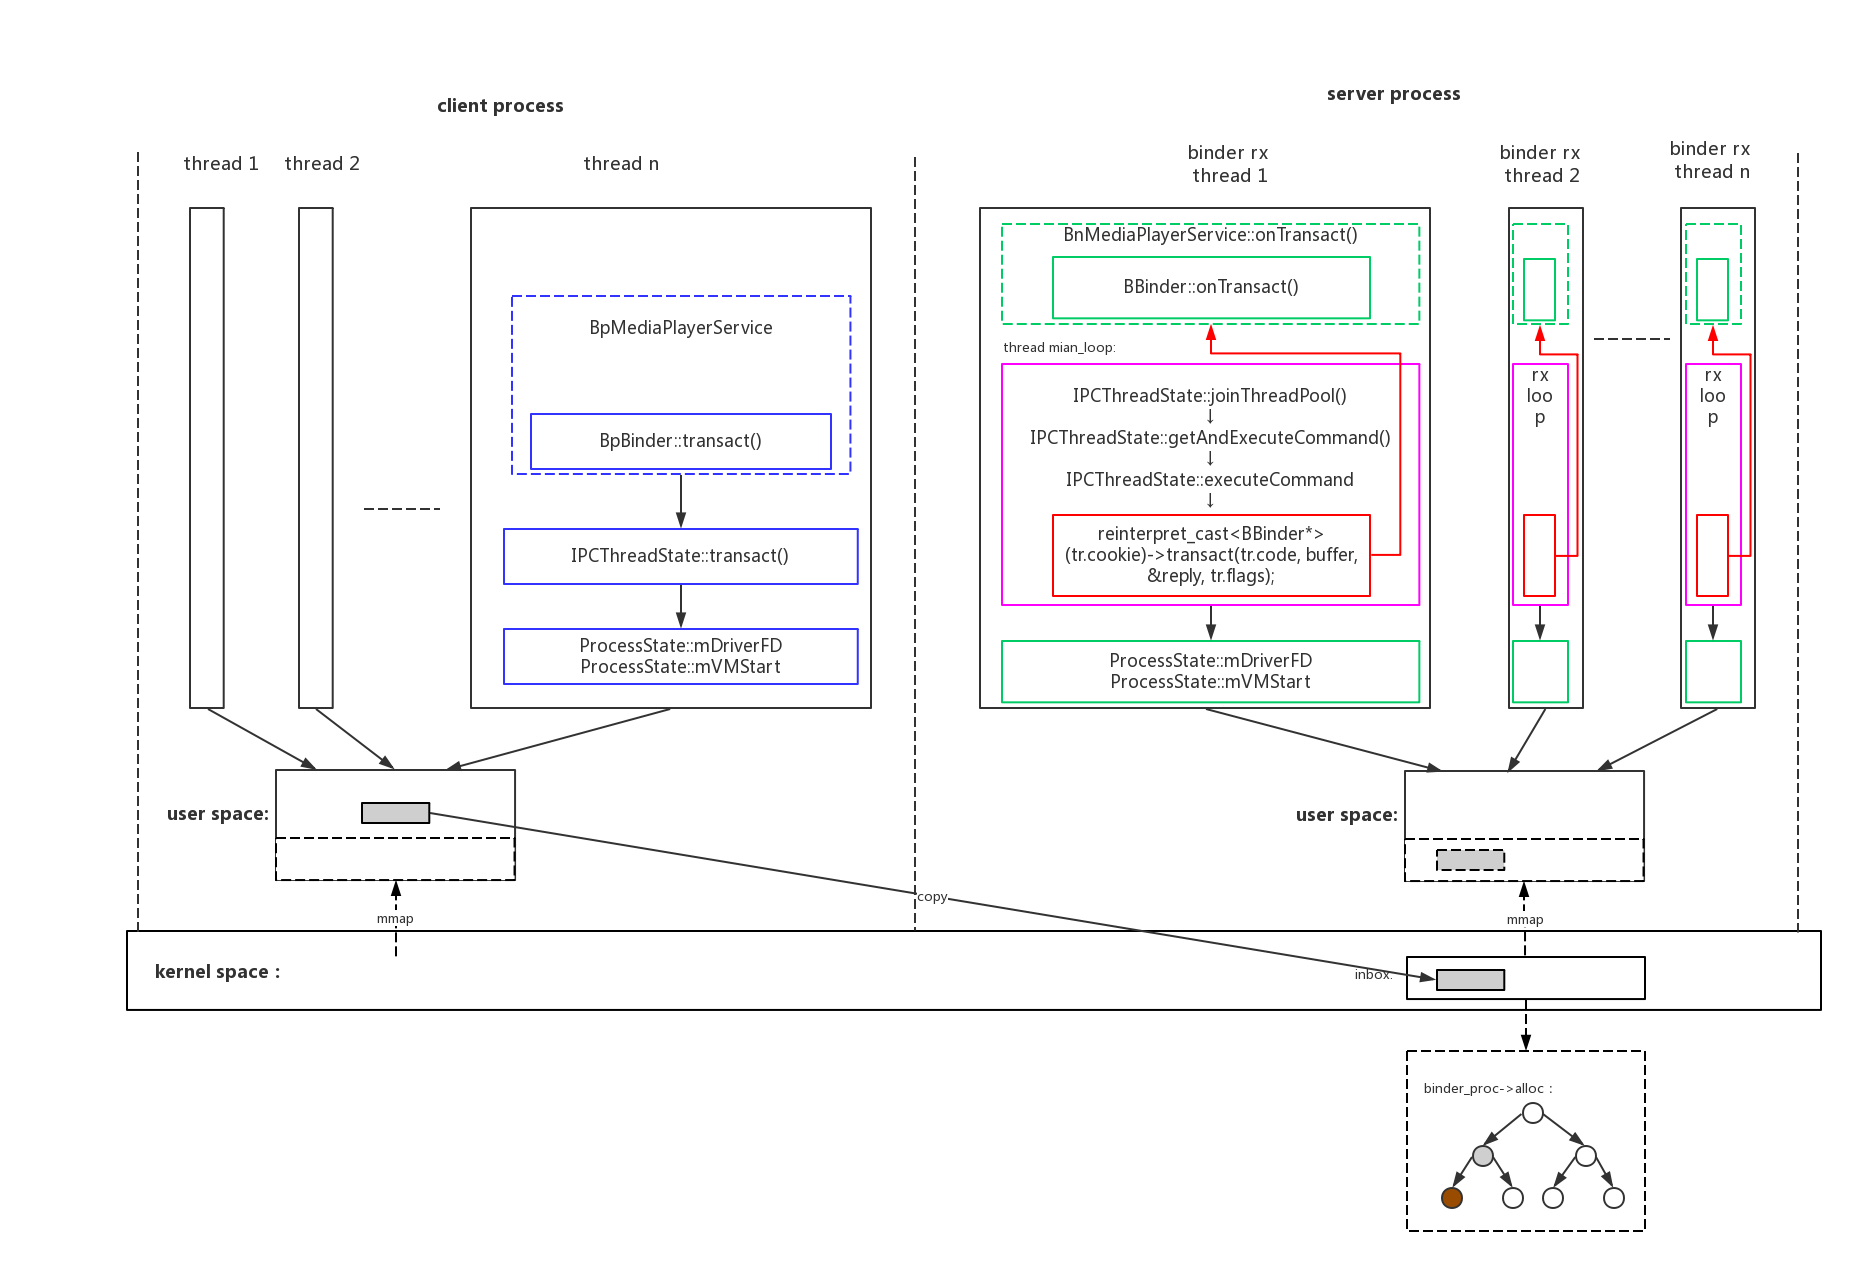 client process
server process
thread 1
thread 2
thread n
binder rx
thread 1
binder rx
thread 2
binder rx
thread n
BpMediaPlayerService
BpBinder::transact()
IPCThreadState::transact()
ProcessState::mDriverFD
ProcessState::mVMStart
BnMediaPlayerService::onTransact()
BBinder::onTransact()
thread mian_loop:
IPCThreadState::joinThreadPool()
↓
IPCThreadState::getAndExecuteCommand()
↓
IPCThreadState::executeCommand
↓
reinterpret_cast<BBinder*>
(tr.cookie)->transact(tr.code, buffer,
&reply, tr.flags);
ProcessState::mDriverFD
ProcessState::mVMStart
rx
loo
p
rx
loo
p
user space:
user space:
copy
mmap
mmap
kernel space :
inbox:
binder_proc->alloc :